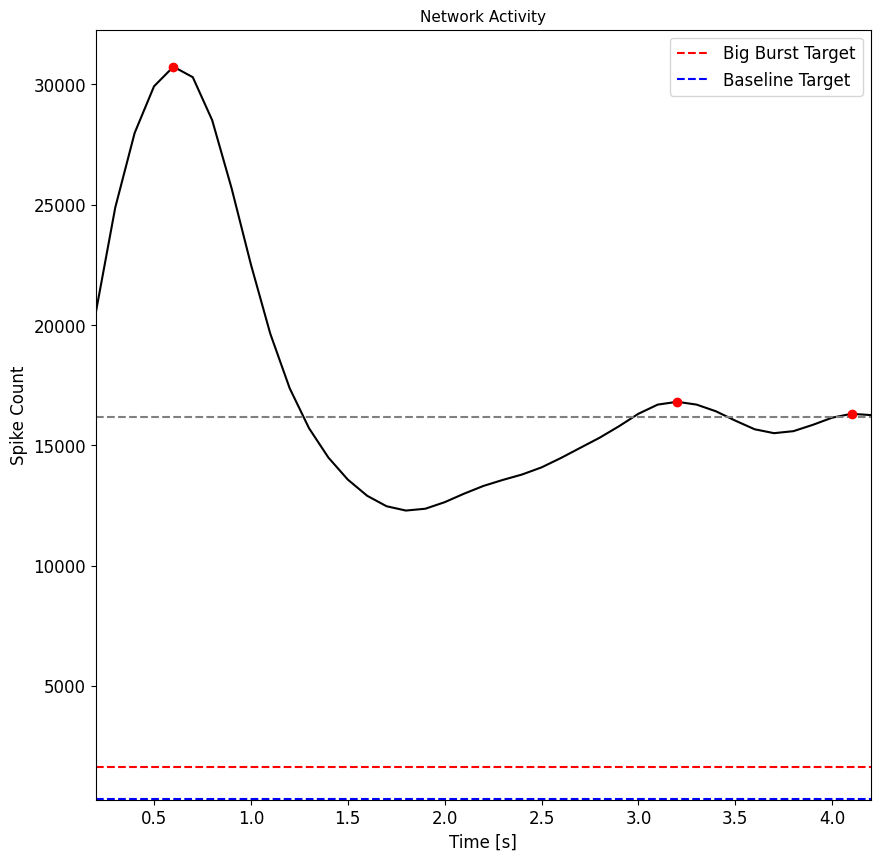 Network Activity
Big Burst Target
Baseline Target
Spike Count
30000
25000
20000
15000
10000
5000
0.5 1.0 1.5 2.0 2.5 3.0 3.5 4.0
Time [s]